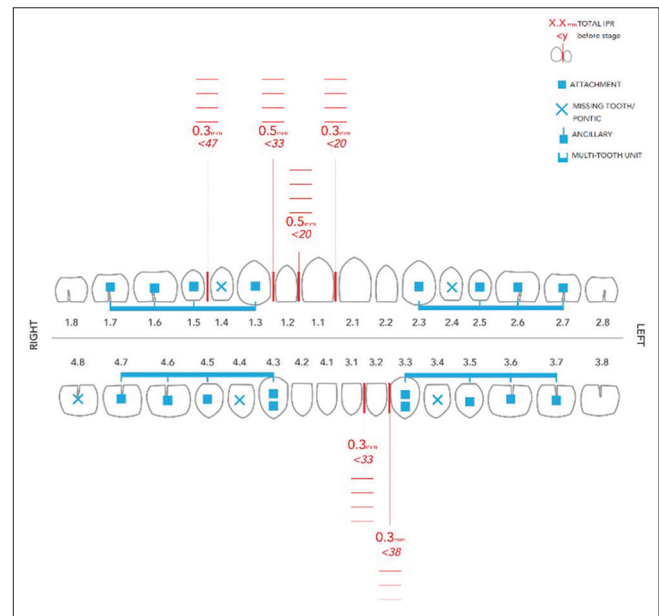 X.X mm TOTAL IPR
<y before stage
ATTACHMENT
MISSING TOOTH/
PONTIC
ANCILLARY
MULTI-TOOTH UNIT
0.3mm 0.5mm 0.3mm
<47 <33 <20
0.5mm
<20
RIGHT
1.8 1.7 1.6 1.5 1.4 1.3 1.2 1.1 2.1 2.2 2.3 2.4 2.5 2.6 2.7 2.8
LEFT
4.8 4.7 4.6 4.5 4.4 4.3 4.2 4.1 3.1 3.2 3.3 3.4 3.5 3.6 3.7 3.8
0.3mm
<33
0.3mm
<38